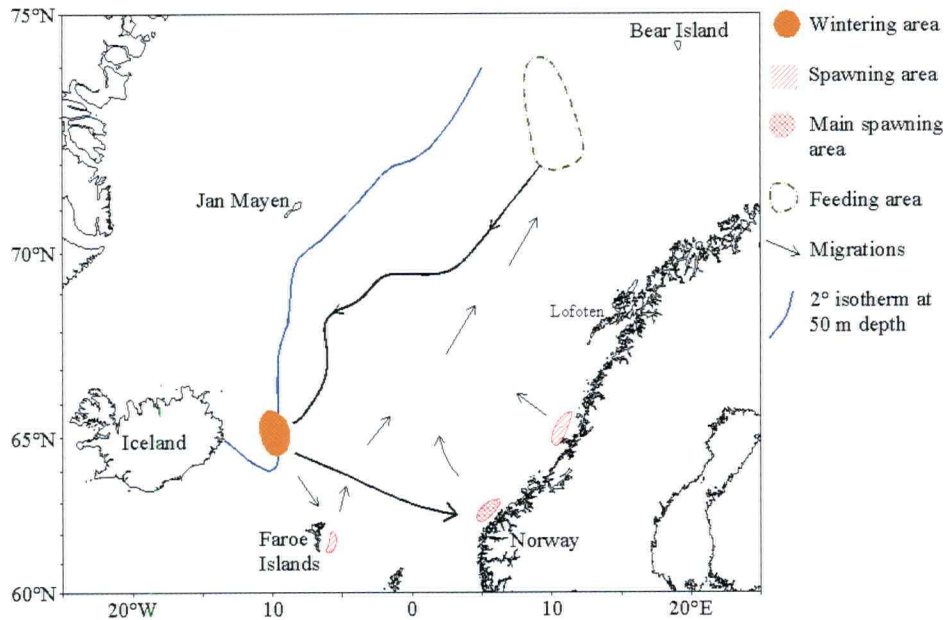 75°N
70°N
65°N
60°N
20°W
10
0
10
20°E
Bear Island
Jan Mayen
Lofoten
Iceland
Faroe
Islands
Norway
Wintering area
Spawning area
Main spawning
area
Feeding area
Migrations
2° isotherm at
50 m depth